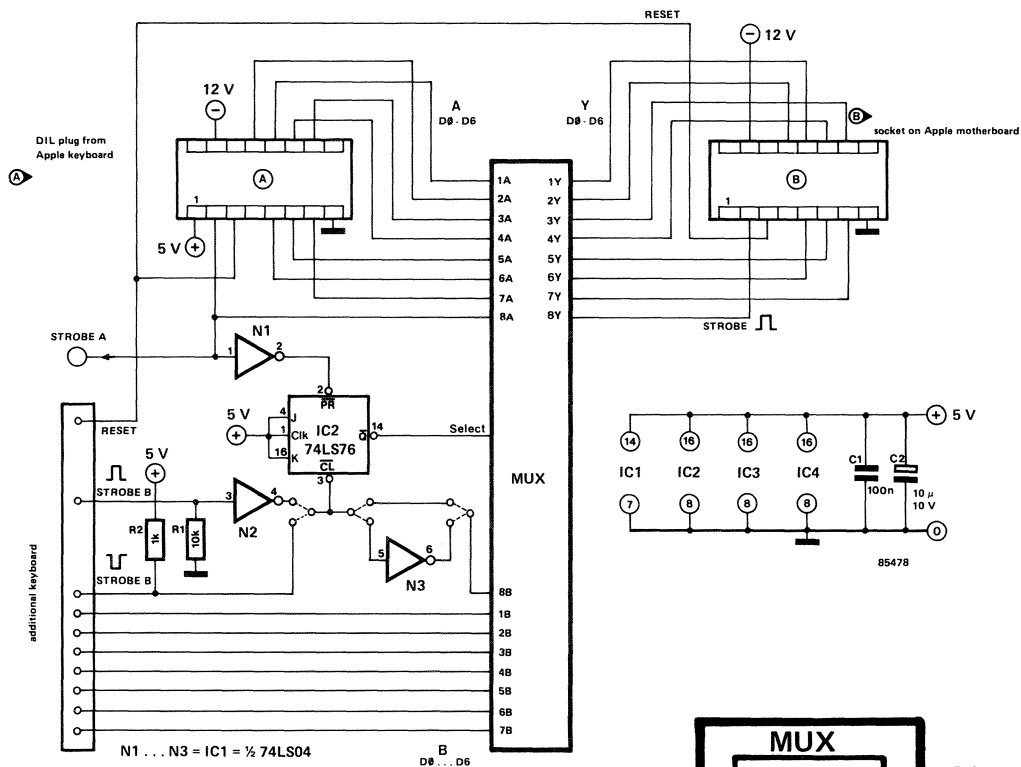 RESET
12 V
12 V
A
DØ - D6
Y
DØ - D6
DIL plug from
Apple keyboard
A
A
B
socket on Apple motherboard
B
1
1
5 V
1A
2A
3A
4A
5A
6A
7A
8A
1Y
2Y
3Y
4Y
5Y
6Y
7Y
8Y
STROBE
STROBE A
N1
1
2
2
PR
4
J
5 V
1
Clk
IC2
14
Q
16
K
74LS76
CL
3
Select
MUX
RESET
STROBE B
5 V
R2
1k
R1
10k
3
4
N2
5
6
N3
STROBE B
additional keyboard
8B
1B
2B
3B
4B
5B
6B
7B
N1 . . . N3 = IC1 = ½ 74LS04
B
DØ . . . D6
5 V
14
16
16
16
IC1
IC2
IC3
IC4
C1
C2
100n
10 µ
10 V
7
8
8
8
0
85478
MUX